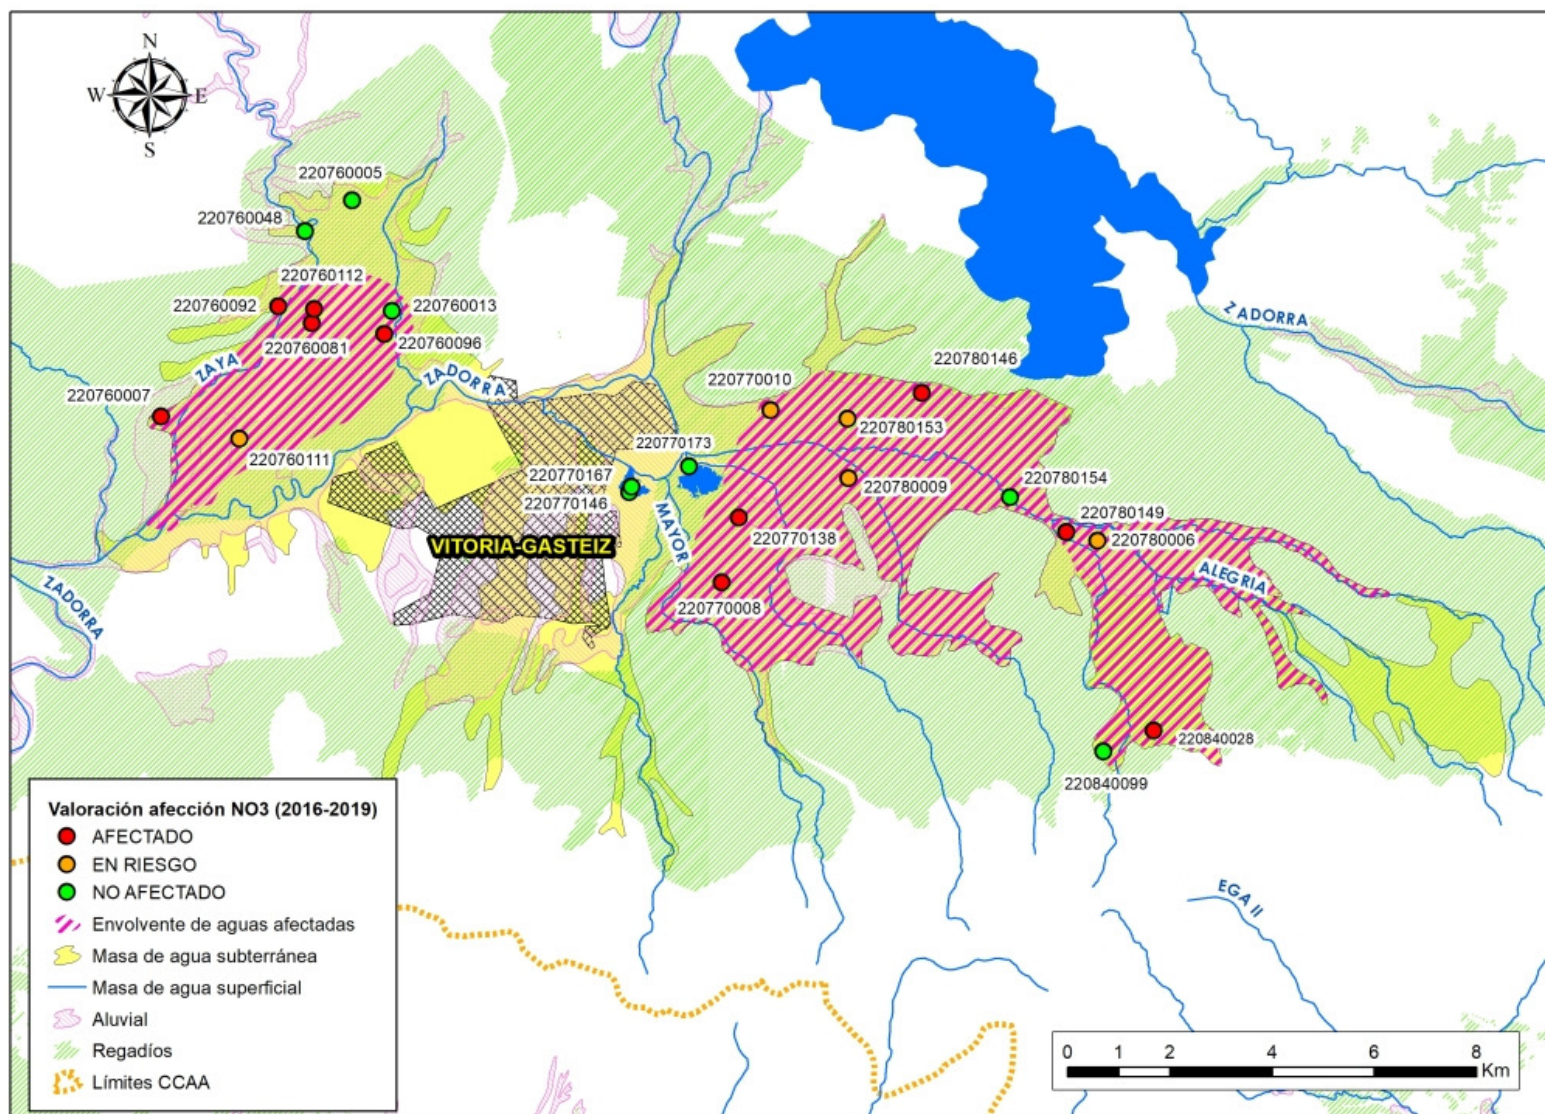 N
W
E
S
220760005
220760048
220760112
220760092
220760013
220760081
220760096
ZAYA
ZADORRA
220760007
220760111
ZADORRA
220780146
220770010
220780153
220770173
220770167
220770146
220780009
220780154
MAYOR
220770138
220780149
220780006
VITORIA-GASTEIZ
ALEGRIA
ZADORRA
220770008
220840028
220840099
EGA II
Valoración afección NO3 (2016-2019)
AFECTADO
EN RIESGO
NO AFECTADO
Envolvente de aguas afectadas
Masa de agua subterránea
Masa de agua superficial
Aluvial
Regadíos
Límites CCAA
0 1 2 4 6 8
Km